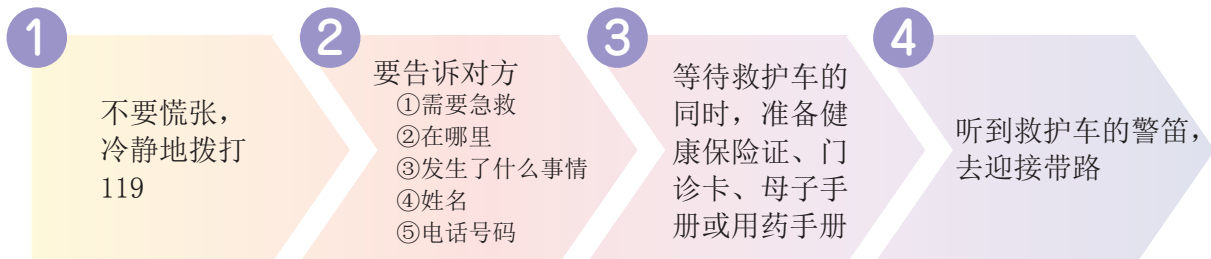 1
不要慌张，
冷静地拨打
119
2
要告诉对方
①需要急救
②在哪里
③发生了什么事情
④姓名
⑤电话号码
3
等待救护车的
同时，准备健
康保险证、门
诊卡、母子手
册或用药手册
4
听到救护车的警笛，
去迎接带路